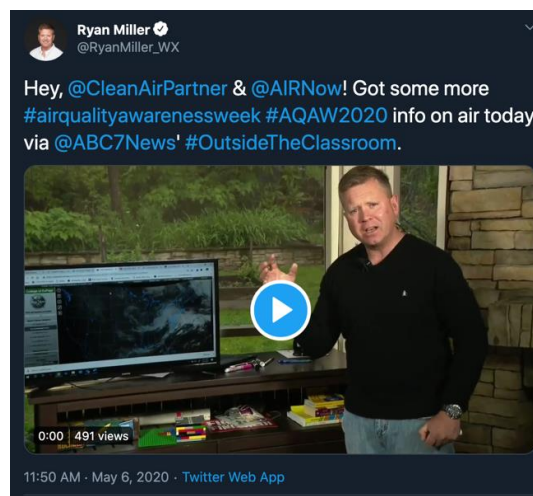 Ryan Miller
@RyanMiller_WX
Hey, @CleanAirPartner & @AIRNow! Got some more
#airqualityawarenessweek #AQAW2020 info on air today
via @ABC7News' #OutsideTheClassroom.
0:00 491 views
11:50 AM · May 6, 2020 · Twitter Web App